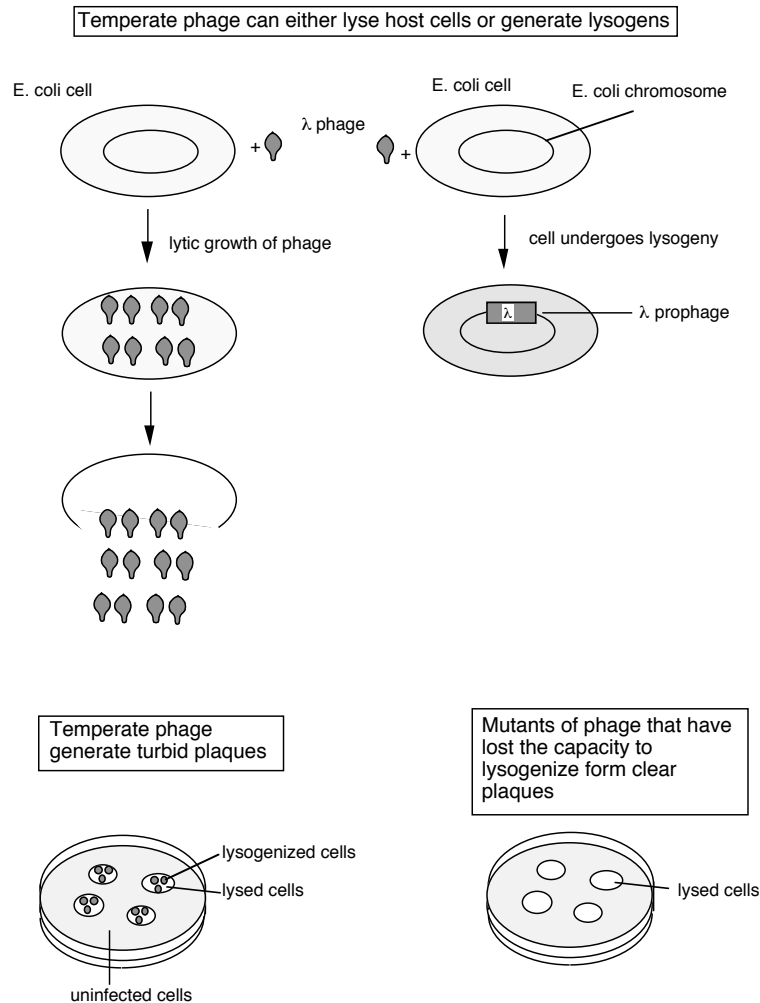 Temperate phage can either lyse host cells or generate lysogens
E. coli cell
E. coli cell
E. coli chromosome
λ phage
+
+
lytic growth of phage
cell undergoes lysogeny
λ
λ prophage
Temperate phage
generate turbid plaques
Mutants of phage that have
lost the capacity to
lysogenize form clear
plaques
lysogenized cells
lysed cells
uninfected cells
lysed cells